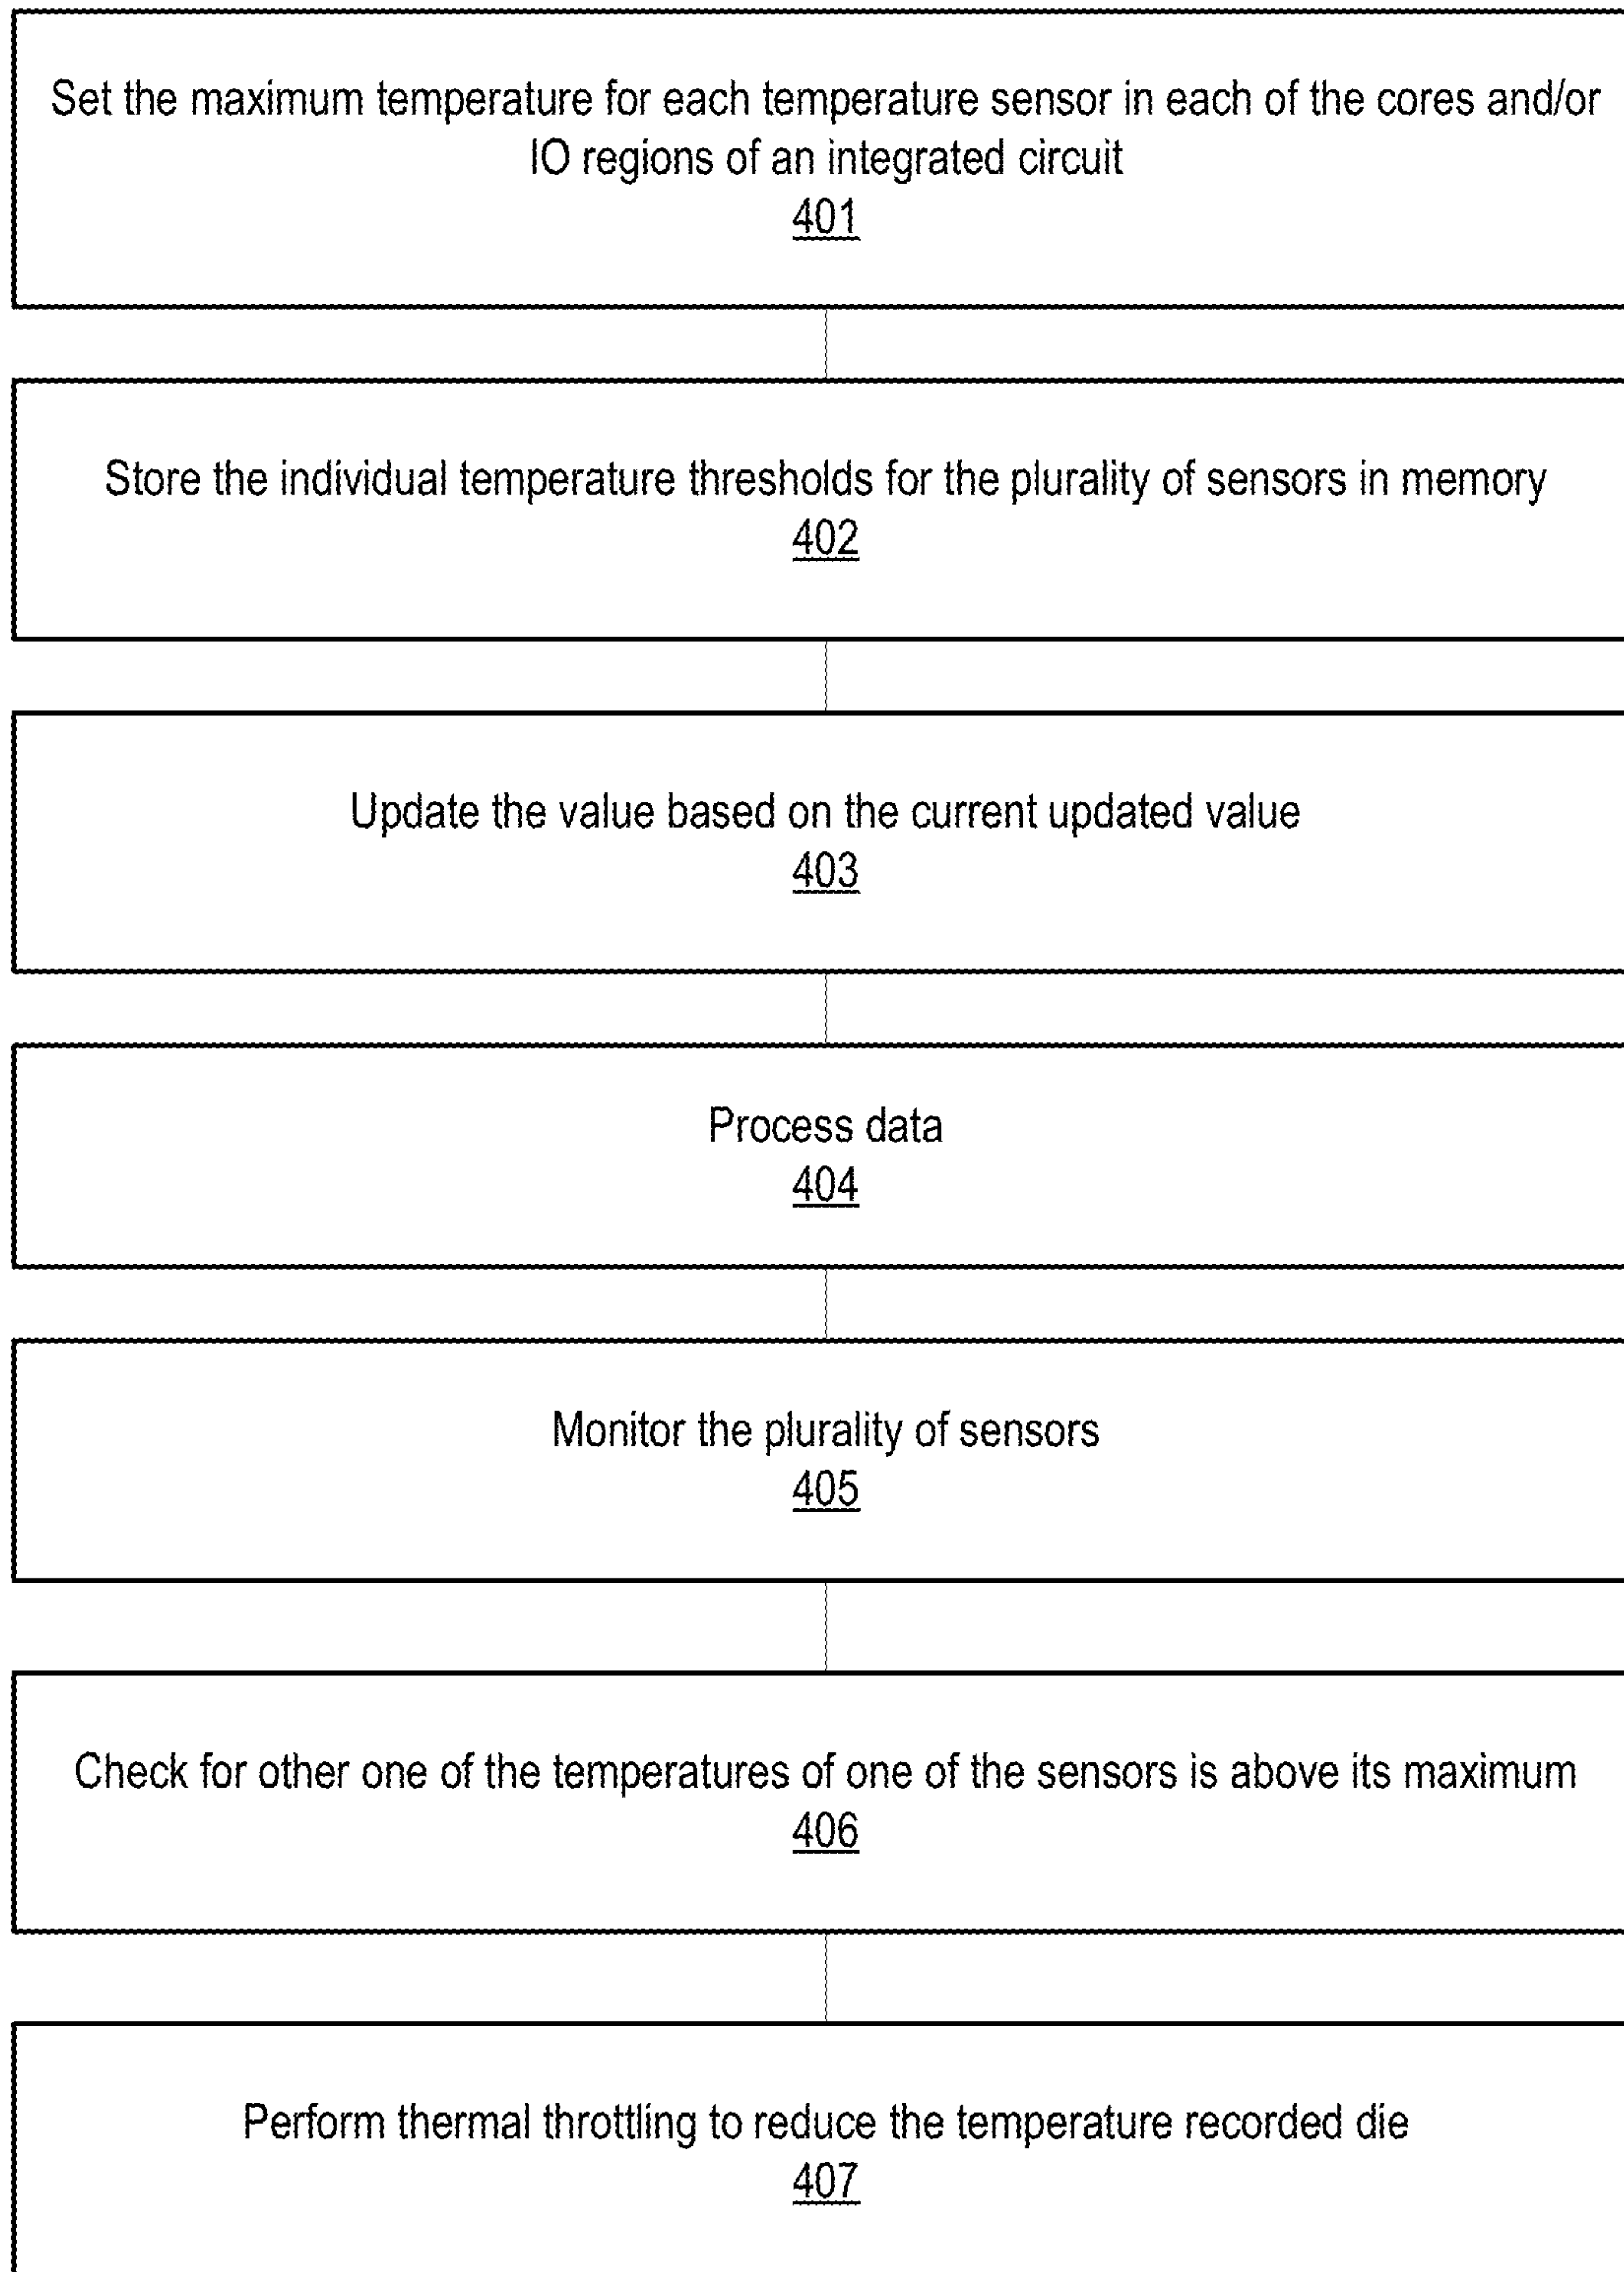 Set the maximum temperature for each temperature sensor in each of the cores and/or
IO regions of an integrated circuit
401
Store the individual temperature thresholds for the plurality of sensors in memory
402
Update the value based on the current updated value
403
Process data
404
Monitor the plurality of sensors
405
Check for other one of the temperatures of one of the sensors is above its maximum
406
Perform thermal throttling to reduce the temperature recorded die
407